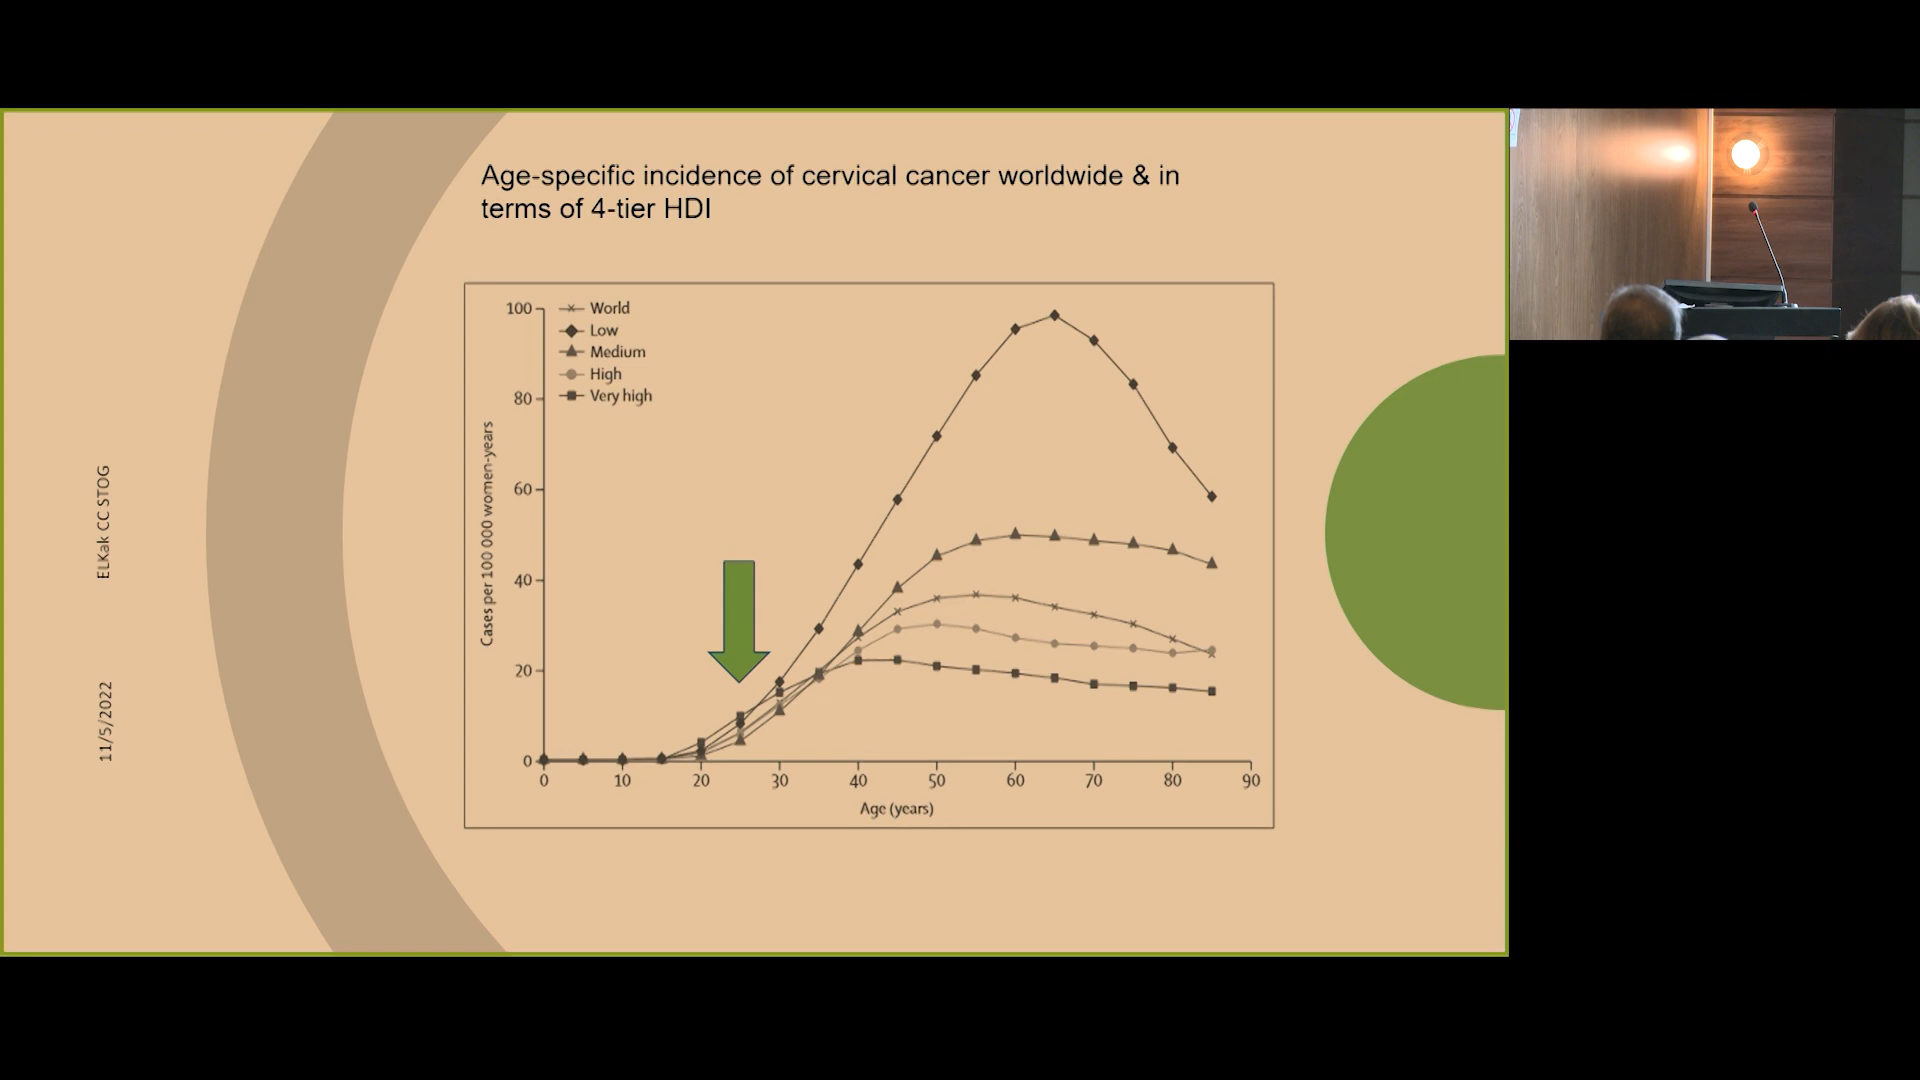 Age-specific incidence of cervical cancer worldwide & in
terms of 4-tier HDI
World
Low
Medium
High
Very high
100
80
60
40
20
0
Cases per 100 000 women-years
0 10 20 30 40 50 60 70 80 90
Age (years)
ELKak CC STOG
11/5/2022